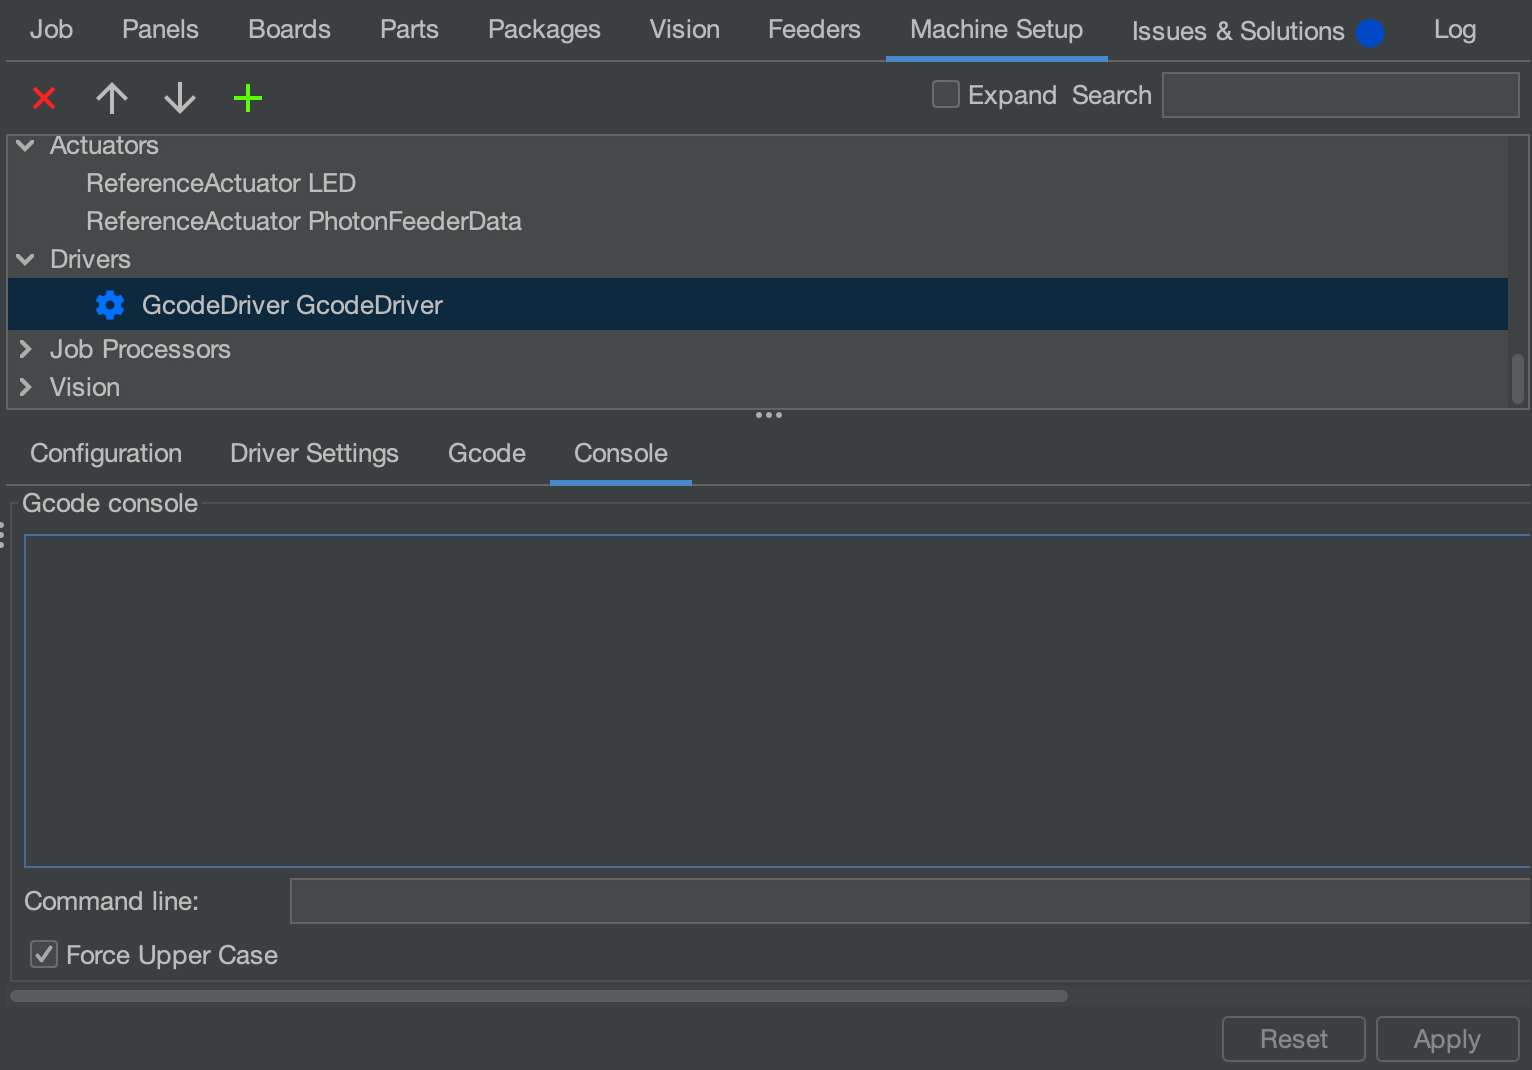 Job Panels Boards Parts Packages Vision Feeders Machine Setup Issues & Solutions Log
Expand Search
Actuators
ReferenceActuator LED
ReferenceActuator PhotonFeederData
Drivers
GcodeDriver GcodeDriver
Job Processors
Vision
Configuration Driver Settings Gcode Console
Gcode console
Command line:
Force Upper Case
Reset Apply